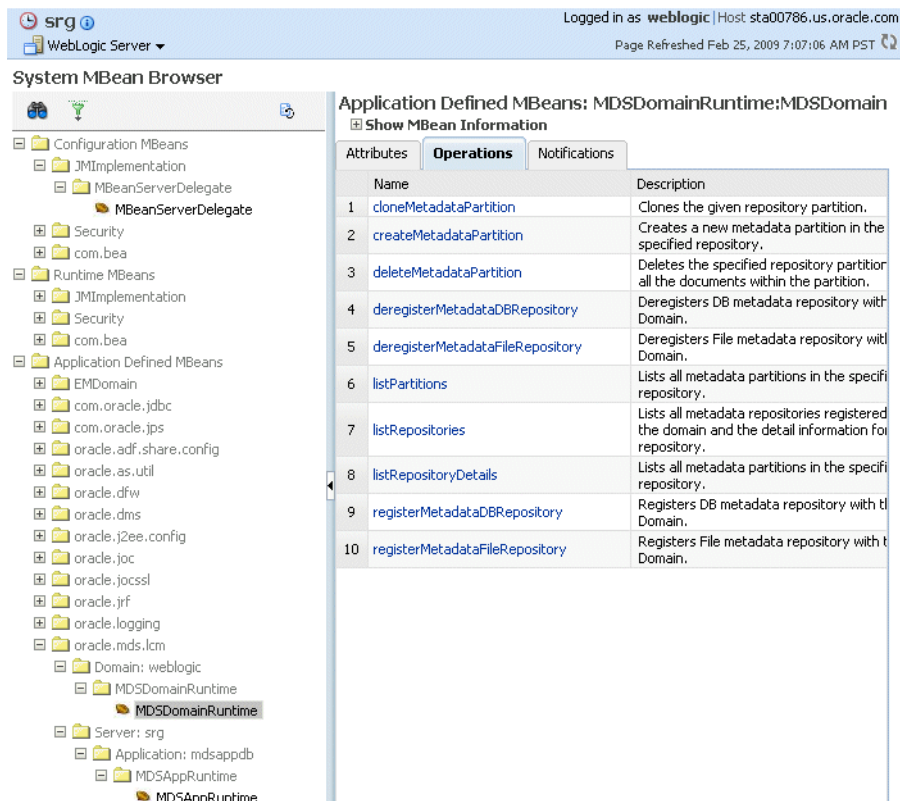 srg
Logged in as weblogic|Host sta00786.us.oracle.com
WebLogic Server
Page Refreshed Feb 25, 2009 7:07:06 AM PST
System MBean Browser
Configuration MBeans
JMImplementation
MBeanServerDelegate
MBeanServerDelegate
Security
com.bea
Runtime MBeans
JMImplementation
Security
com.bea
Application Defined MBeans
EMDomain
com.oracle.jdbc
com.oracle.jps
oracle.adf.share.config
oracle.as.util
oracle.dfw
oracle.dms
oracle.j2ee.config
oracle.joc
oracle.jocssl
oracle.jrf
oracle.logging
oracle.mds.lcm
Domain: weblogic
MDSDomainRuntime
MDSDomainRuntime
Server: srg
Application: mdsappdb
MDSAppRuntime
MDSAppRuntime
Application Defined MBeans: MDSDomainRuntime:MDSDomain
Show MBean Information
Attributes Operations Notifications
Name Description
1 cloneMetadataPartition Clones the given repository partition.
2 createMetadataPartition Creates a new metadata partition in the
specified repository.
3 deleteMetadataPartition Deletes the specified repository partition
all the documents within the partition.
4 deregisterMetadataDBRepository Deregisters DB metadata repository with
Domain.
5 deregisterMetadataFileRepository Deregisters File metadata repository with
Domain.
6 listPartitions Lists all metadata partitions in the specifi
repository.
7 listRepositories Lists all metadata repositories registered
the domain and the detail information for
repository.
8 listRepositoryDetails Lists all metadata partitions in the specifi
repository.
9 registerMetadataDBRepository Registers DB metadata repository with th
Domain.
10 registerMetadataFileRepository Registers File metadata repository with t
Domain.